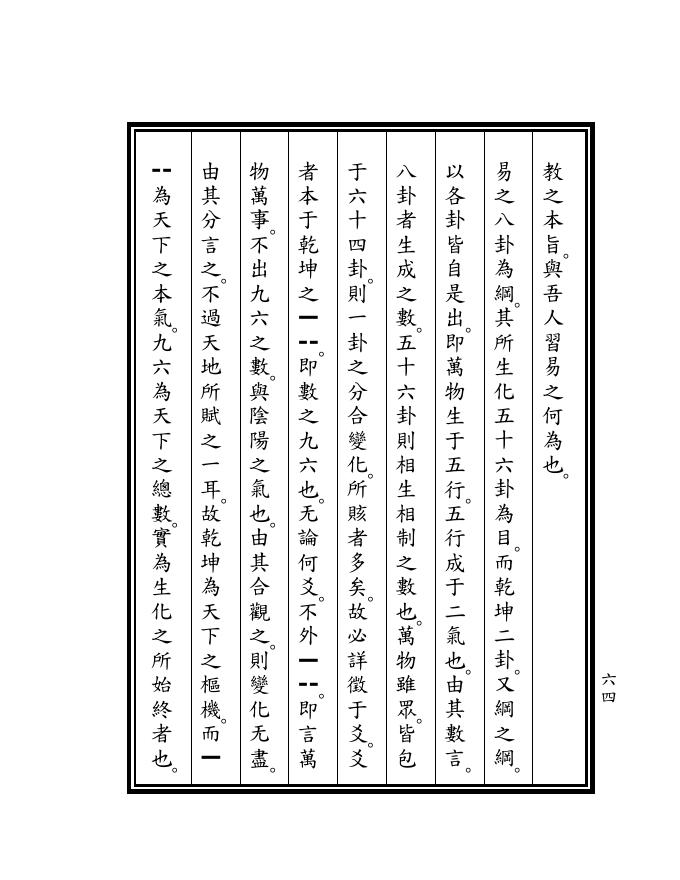 教之本旨。與吾人習易之何為也。
易之八卦為綱。其所生化五十六卦為目。而乾坤二卦。又綱之綱。
以各卦皆自是出。即萬物生于五行。五行成于二氣也。由其數言。
八卦者生成之數。五十六卦則相生相制之數也。萬物雖眾。皆包
于六十四卦。則一卦之分合變化。所賅者多矣。故必詳徵于爻。爻
者本于乾坤之⚊⚋。即數之九六也。无論何爻。不外⚊⚋。即言萬
物萬事。不出九六之數。與陰陽之氣也。由其合觀之。則變化无盡。
由其分言之。不過天地所賦之一耳。故乾坤為天下之樞機。而⚊
⚋為天下之本氣。九六為天下之總數。實為生化之所始終者也。
六四